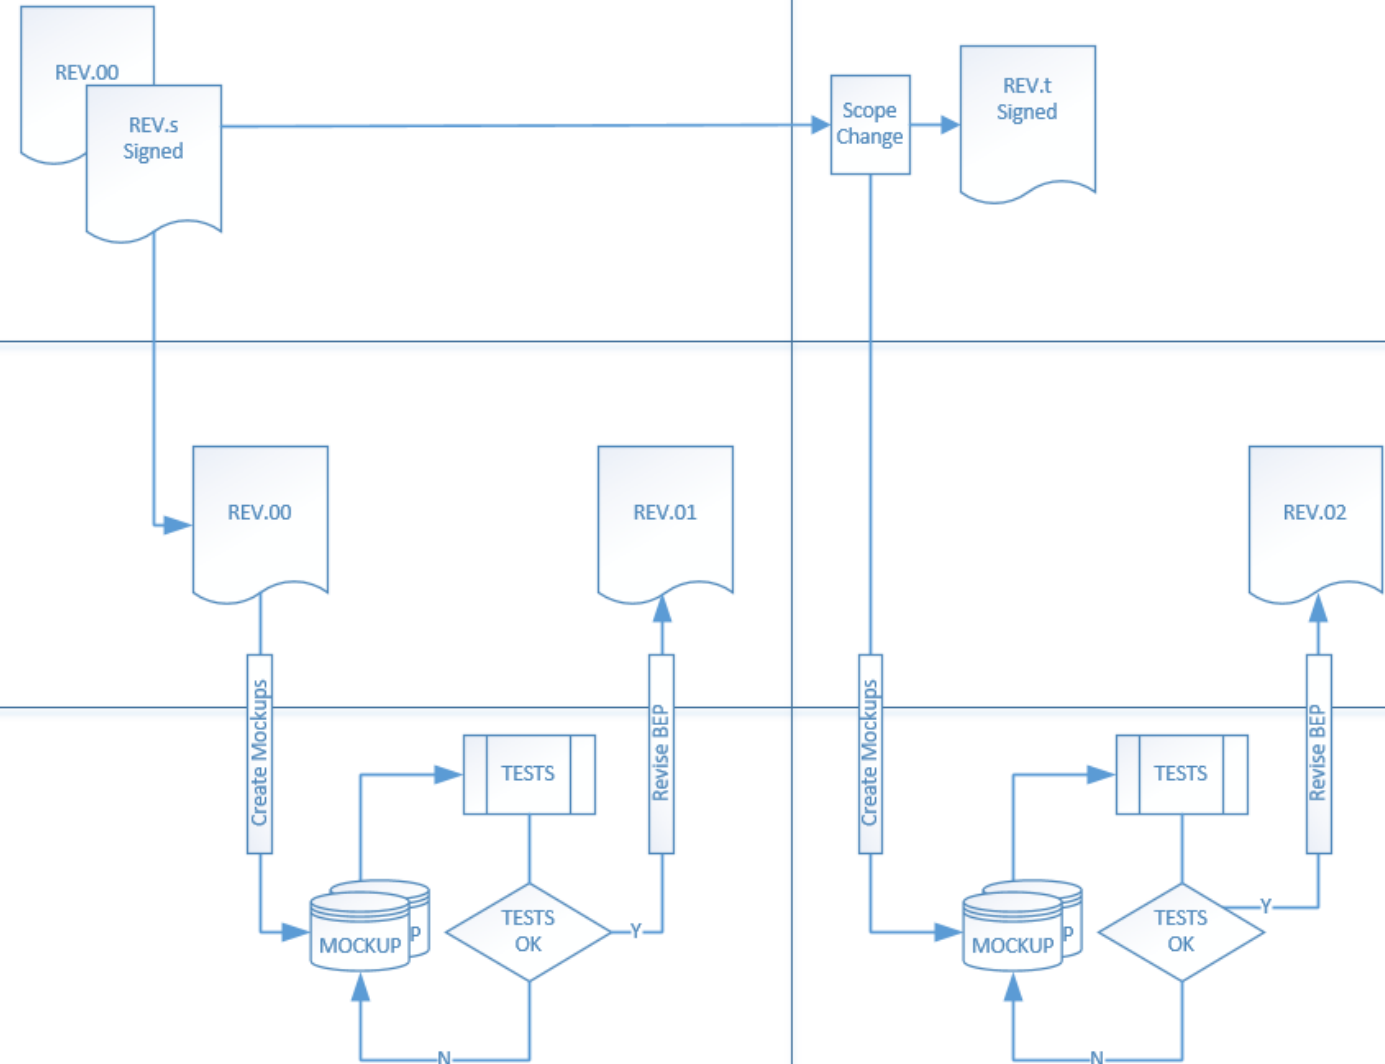 REV.00
REV.s
Signed
Scope
Change
REV.t
Signed
REV.00
REV.01
REV.02
Create Mockups
Revise BEP
Create Mockups
Revise BEP
TESTS
TESTS
TESTS
OK
Y
MOCKUP
P
N
TESTS
OK
Y
MOCKUP
P
N